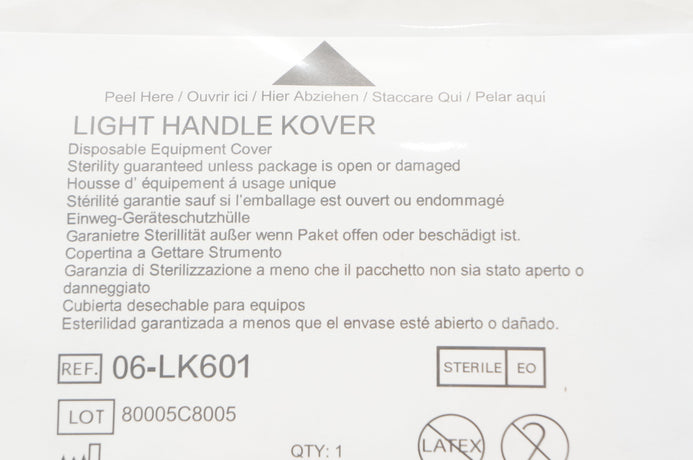 Peel Here / Ouvrir ici / Hier Abziehen / Staccare Qui / Pelar aqui
LIGHT HANDLE KOVER
Disposable Equipment Cover
Sterility guaranteed unless package is open or damaged
Housse d' équipement á usage unique
Stérilité garantie sauf si l'emballage est ouvert ou endommagé
Einweg-Geräteschutzhülle
Garanietre Sterillität außer wenn Paket offen oder beschädigt ist.
Copertina a Gettare Strumento
Garanzia di Sterilizzazione a meno che il pacchetto non sia stato aperto o
danneggiato
Cubierta desechable para equipos
Esterilidad garantizada a menos que el envase esté abierto o dañado.
REF. 06-LK601
STERILE EO
LOT 80005C8005
QTY: 1
LATEX
2